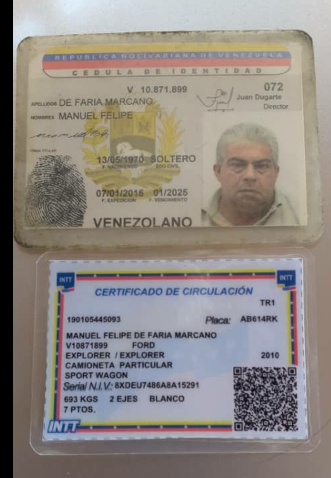 REPUBLICA BOLIVARIANA DE VENEZUELA
CEDULA DE IDENTIDAD
V 10.871.899
072
APELLIDOS DE FARIA MARCANO
Juan Dugarte
Director
NOMBRES MANUEL FELIPE
13/05/1970 SOLTERO
F. NACIMIENTO EDO. CIVIL
07/01/2015 01/2025
F. EXPEDICION F. VENCIMIENTO
VENEZOLANO
INTT INTT
CERTIFICADO DE CIRCULACIÓN
TR1
190105445093 Placa: AB614RK
MANUEL FELIPE DE FARIA MARCANO
V10871899 FORD
EXPLORER / EXPLORER 2010
CAMIONETA PARTICULAR
SPORT WAGON
Serial N.I.V.: 8XDEU7486A8A15291
693 KGS 2 EJES BLANCO
7 PTOS.
INTT